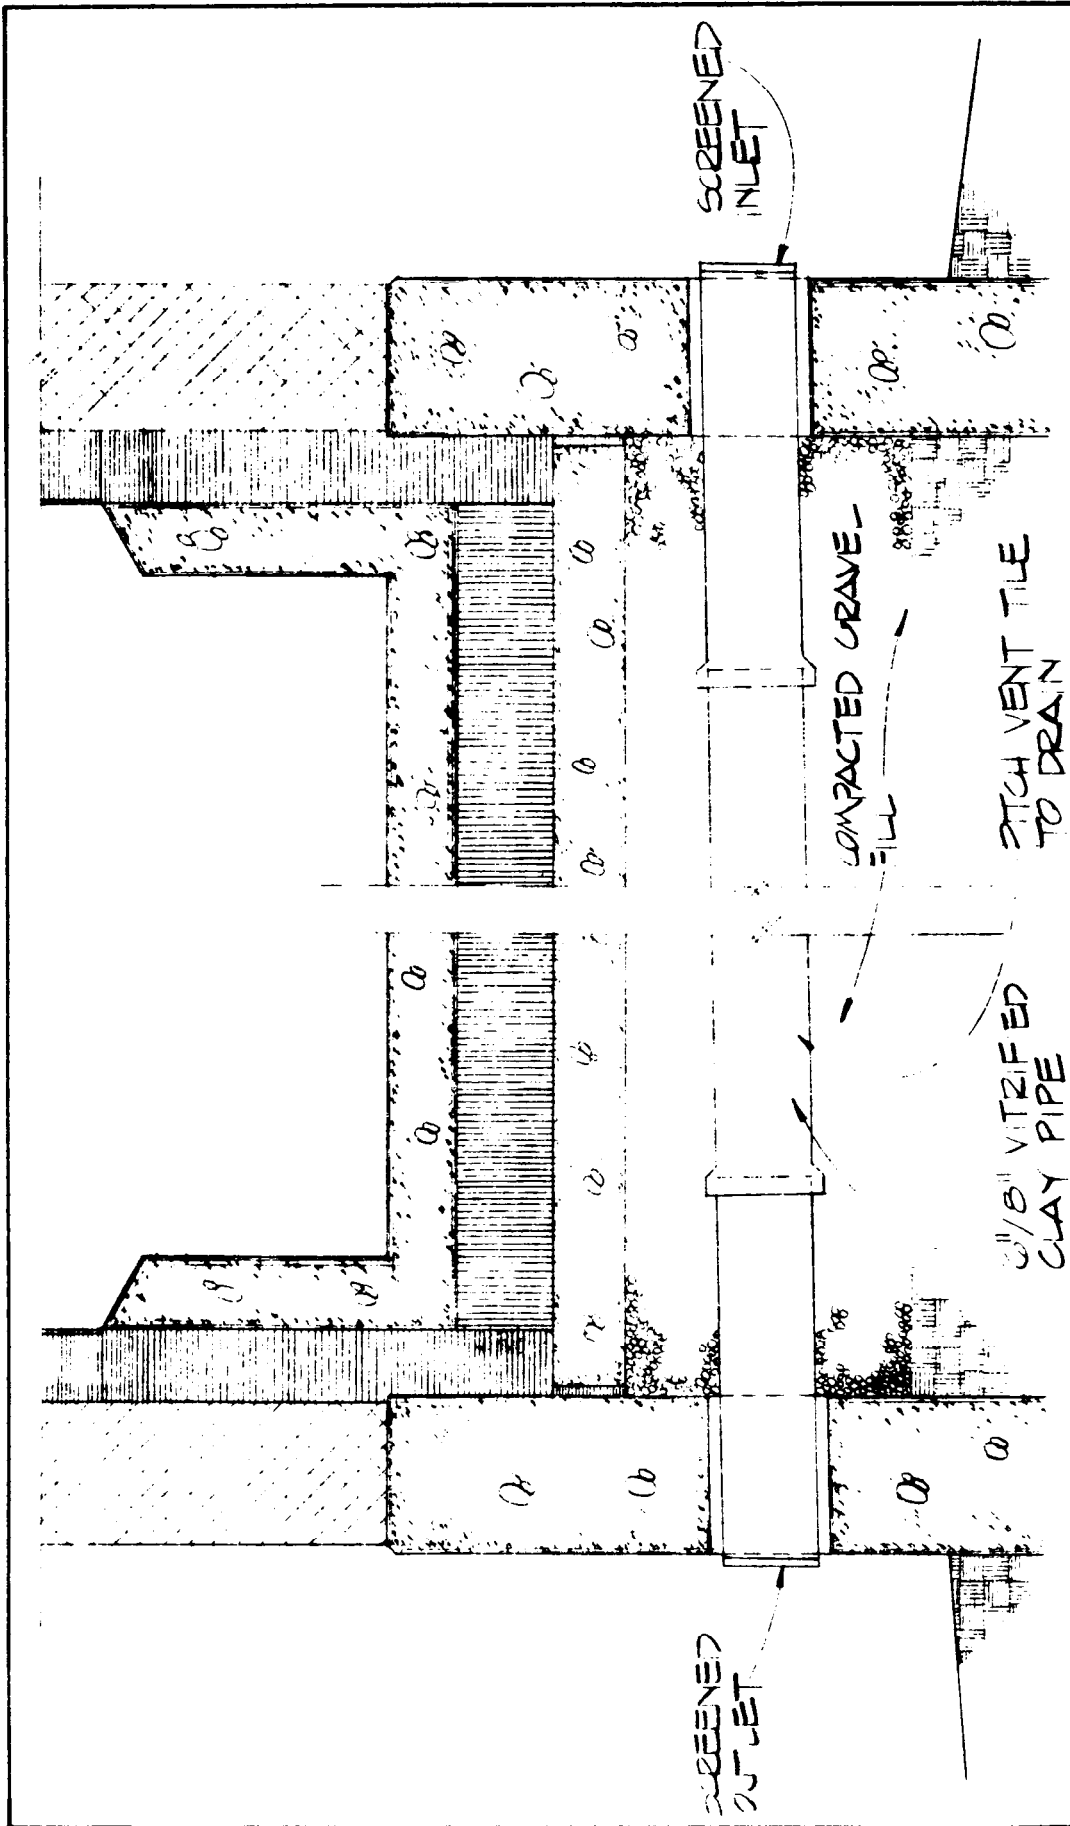 SCREENED
INLET
COMPACTED GRAVEL
FILL
PITCH VENT TILE
TO DRAIN
VITRIFIED
CLAY PIPE
SCREENED
OUTLET